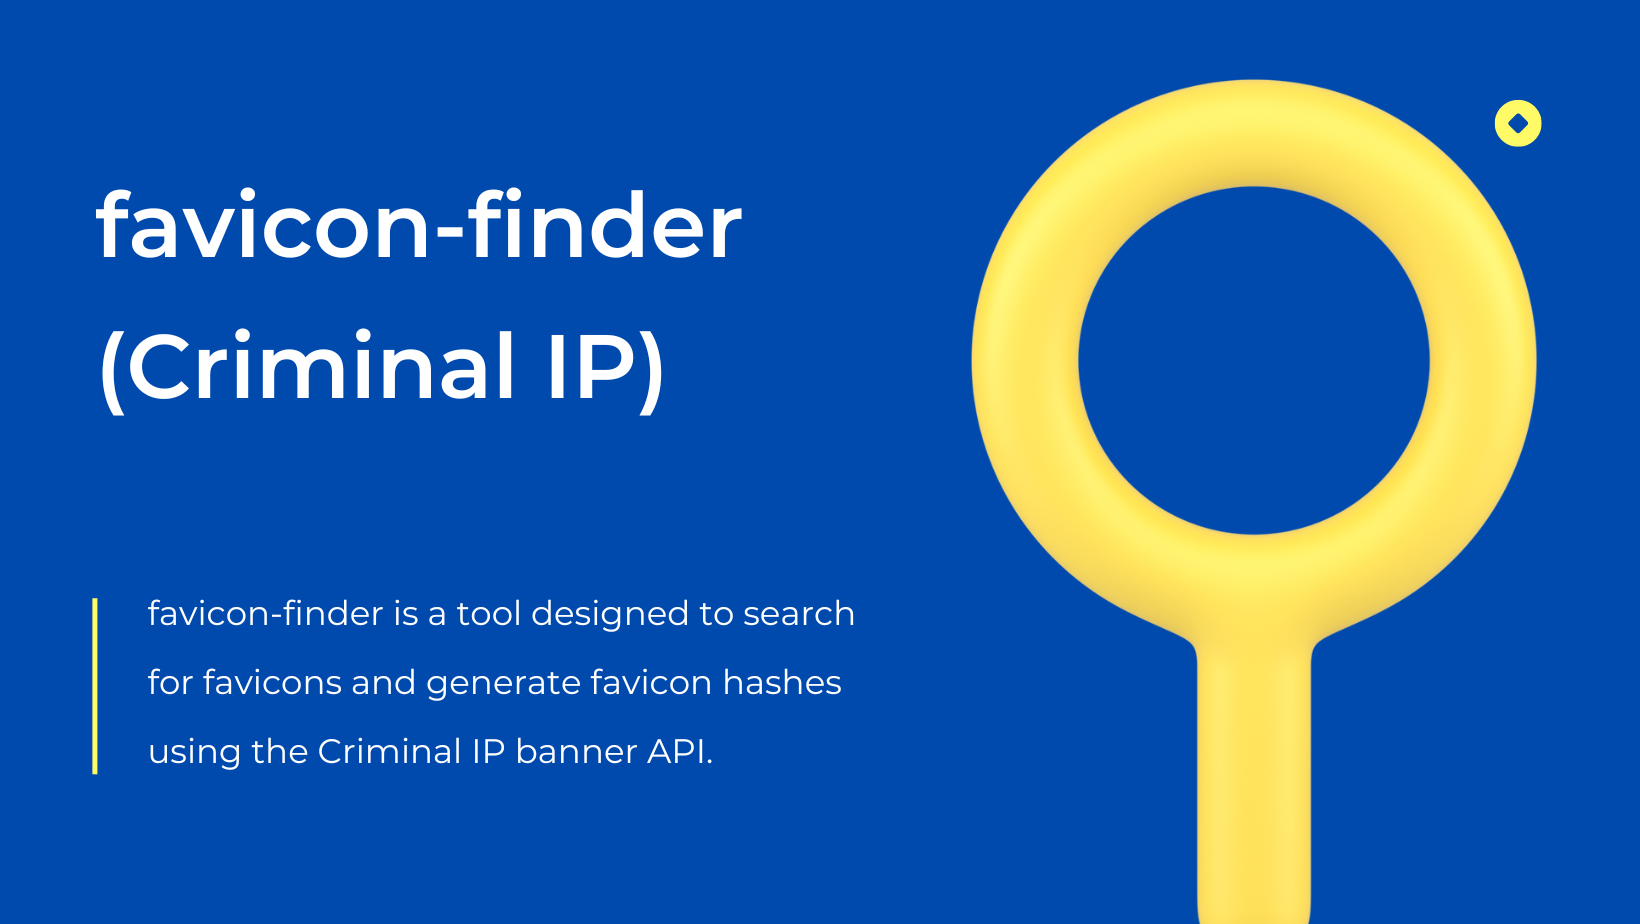 favicon-finder
(Criminal IP)
favicon-finder is a tool designed to search
for favicons and generate favicon hashes
using the Criminal IP banner API.